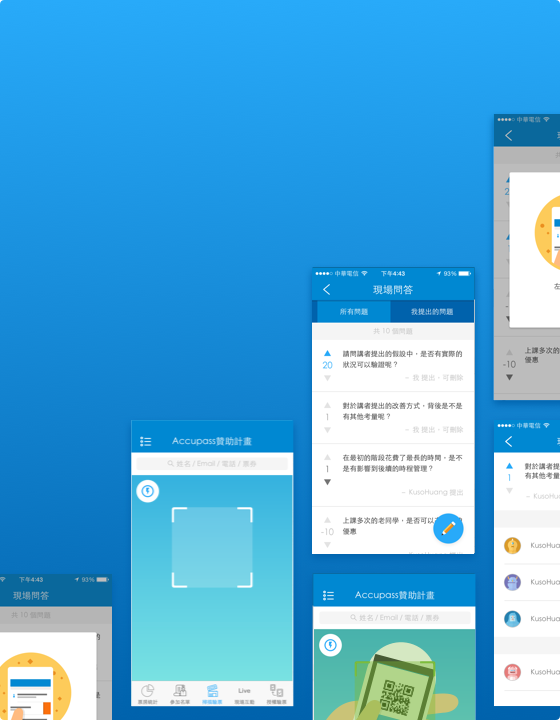 中華電信
所有問題
中華電信 下午4:43 93%
現場問答
所有問題 我提出的問題
共 10 個問題
請問講者提出的假設中,是否有實際的
狀況可以驗證呢?
20
– 我 提出,可刪除
對於講者提出的改善方式,背後是不是
有其他考量呢?
1
– 我 提出,可刪除
在最初的階段花費了最長的時間,是不
是有影響到後續的時程管理?
1
– KusoHuang 提出
上課多次的老同學,是否可以
優惠
-10
上課多次的
優惠
-10
中華電信
對於講者提
有其他考量
1
– KusoHu
KusoHua
KusoHua
KusoHua
KusoHua
Accupass贊助計畫
姓名 / Email / 電話 / 票券
票券統計 參加名單 掃描驗票 Live 現場互動 授權驗票
Accupass贊助計畫
姓名 / Email / 電話 / 票券
下午4:43 93%
現場問答
共 10 個問題